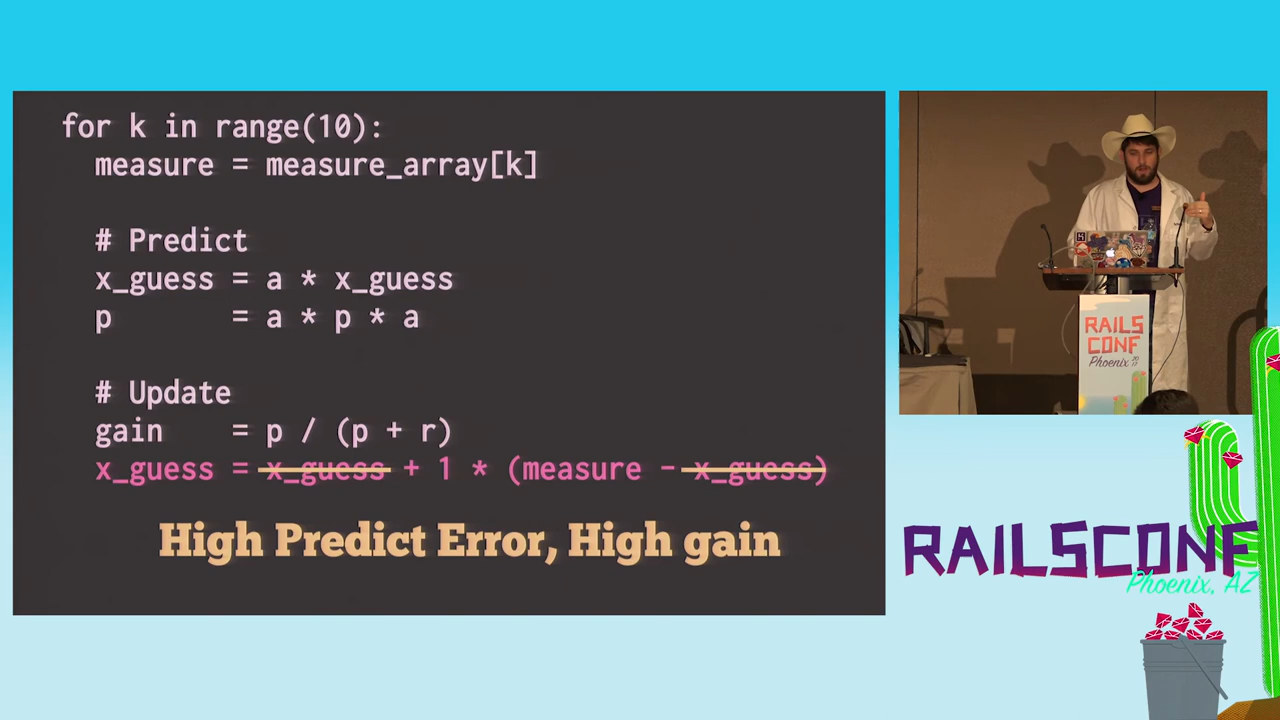 for k in range(10):
measure = measure_array[k]
# Predict
x_guess = a * x_guess
p = a * p * a
# Update
gain = p / (p + r)
x_guess = x_guess + 1 * (measure - x_guess)
High Predict Error, High gain
RAILS
CONF
Phoenix
RAILSCONF
Phoenix, AZ